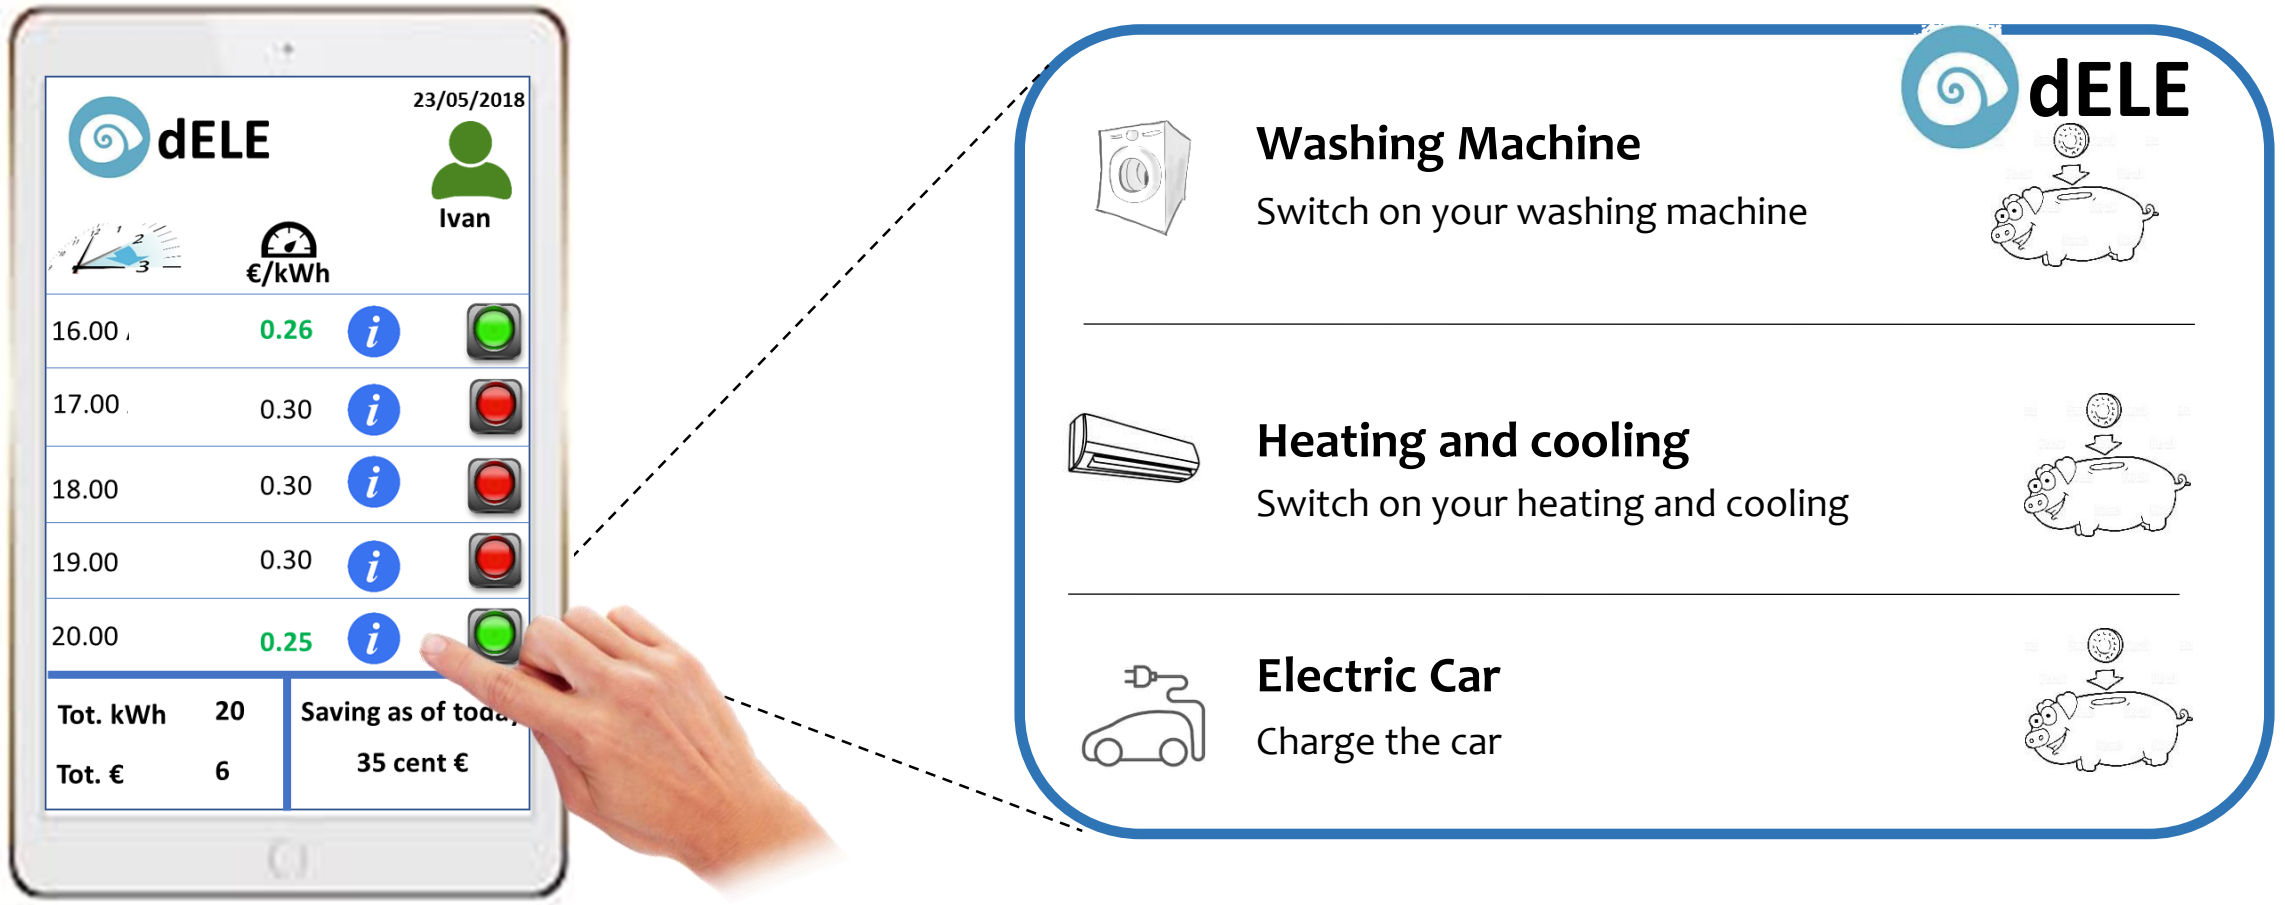 23/05/2018
dELE
Ivan
€/kWh
16.00 0.26 i
17.00 0.30 i
18.00 0.30 i
19.00 0.30 i
20.00 0.25 i
Tot. kWh 20
Tot. € 6
Saving as of today
35 cent €
dELE
Washing Machine
Switch on your washing machine
Heating and cooling
Switch on your heating and cooling
Electric Car
Charge the car